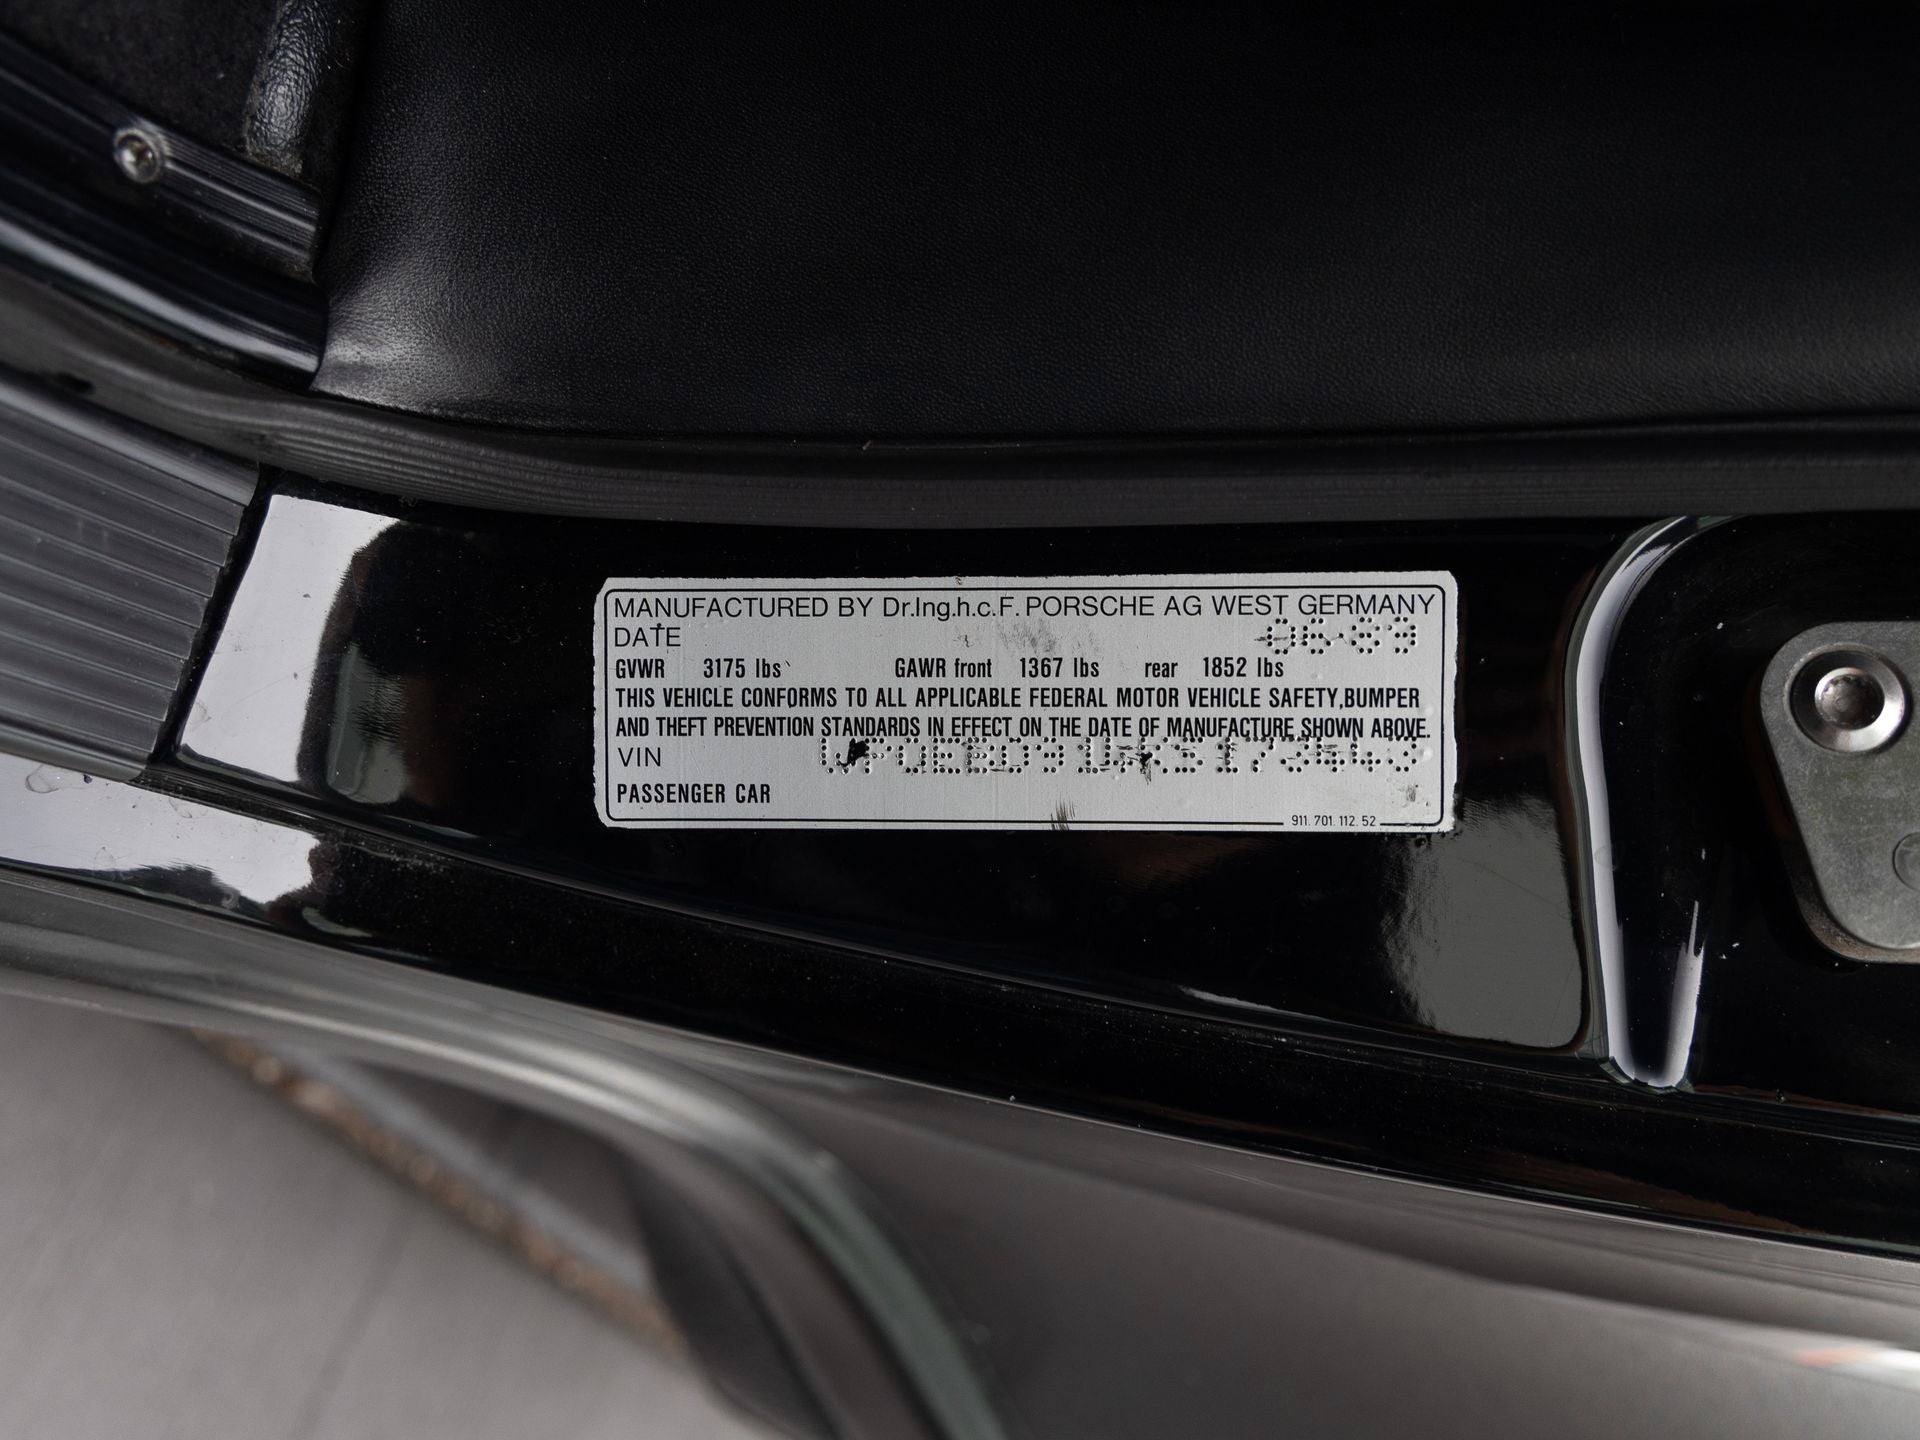 MANUFACTURED BY Dr.Ing.h.c.F. PORSCHE AG WEST GERMANY
DATE 06·89
GVWR 3175 lbs GAWR front 1367 lbs rear 1852 lbs
THIS VEHICLE CONFORMS TO ALL APPLICABLE FEDERAL MOTOR VEHICLE SAFETY,BUMPER
AND THEFT PREVENTION STANDARDS IN EFFECT ON THE DATE OF MANUFACTURE SHOWN ABOVE.
VIN
PASSENGER CAR
911. 701. 112. 52